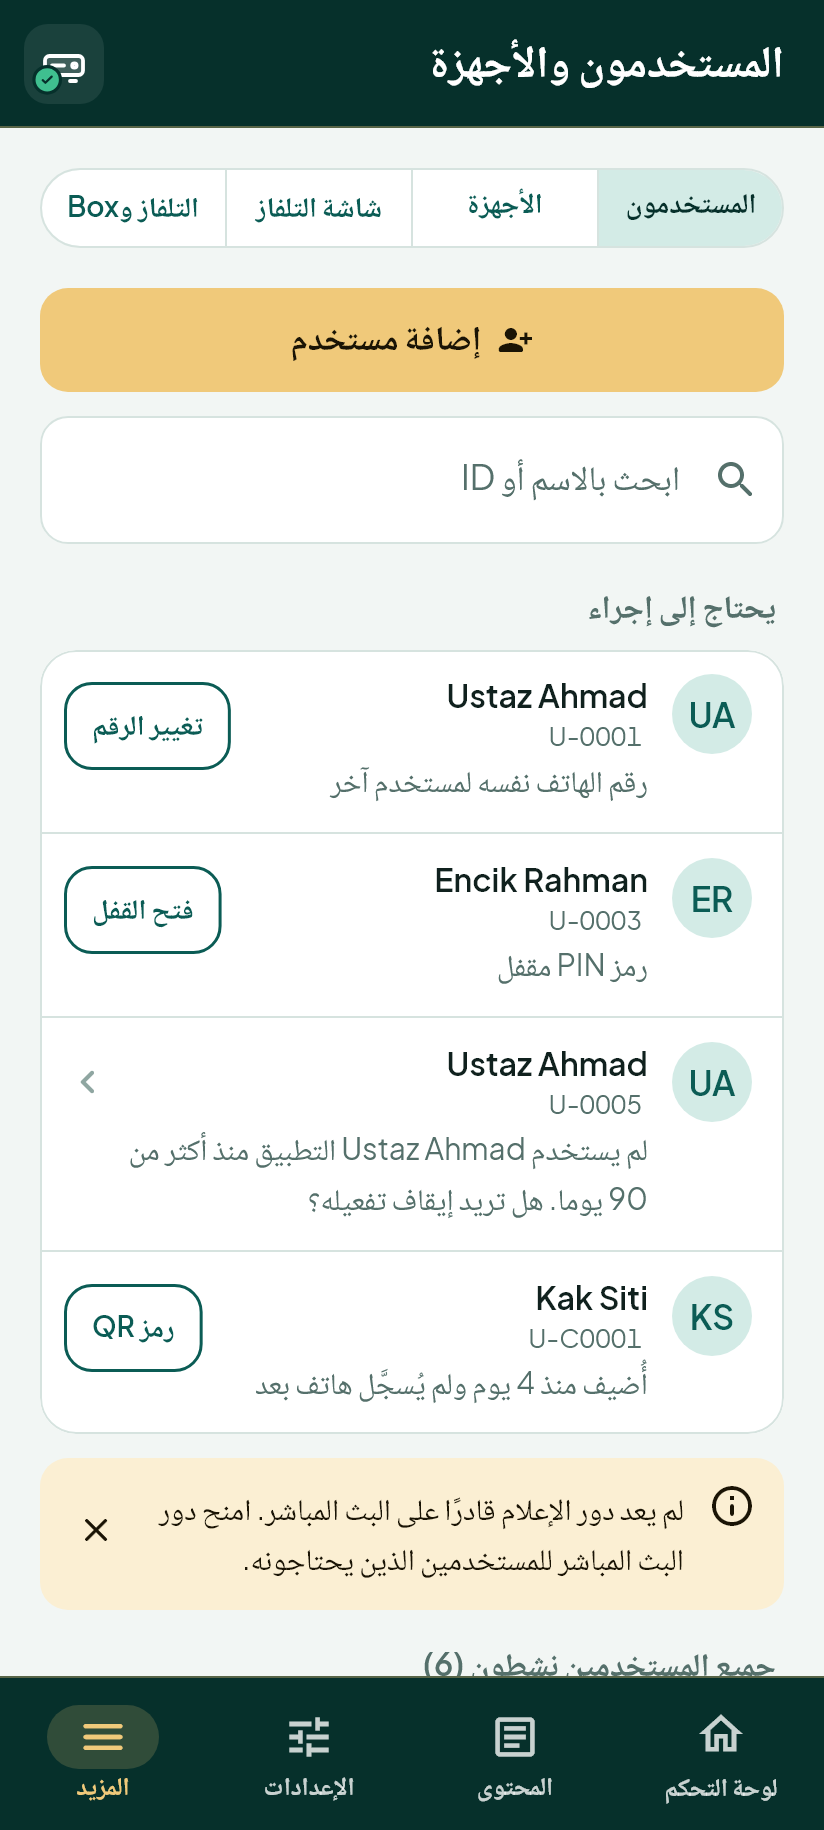 المستخدمون والأجهزة
المستخدمون
الأجهزة
شاشة التلفاز
التلفاز وBox
إضافة مستخدم
ابحث بالاسم أو ID
يحتاج إلى إجراء
UA
Ustaz Ahmad
U-0001
رقم الهاتف نفسه لمستخدم آخر
تغيير الرقم
ER
Encik Rahman
U-0003
رمز PIN مقفل
فتح القفل
UA
Ustaz Ahmad
U-0005
لم يستخدم Ustaz Ahmad التطبيق منذ أكثر من
90 يوما. هل تريد إيقاف تفعيله؟
KS
Kak Siti
U-C0001
أُضيف منذ 4 يوم ولم يُسجَّل هاتف بعد
رمز QR
لم يعد دور الإعلام قادرًا على البث المباشر. امنح دور
البث المباشر للمستخدمين الذين يحتاجونه.
جميع المستخدمين نشطون (6)
لوحة التحكم
المحتوى
الإعدادات
المزيد